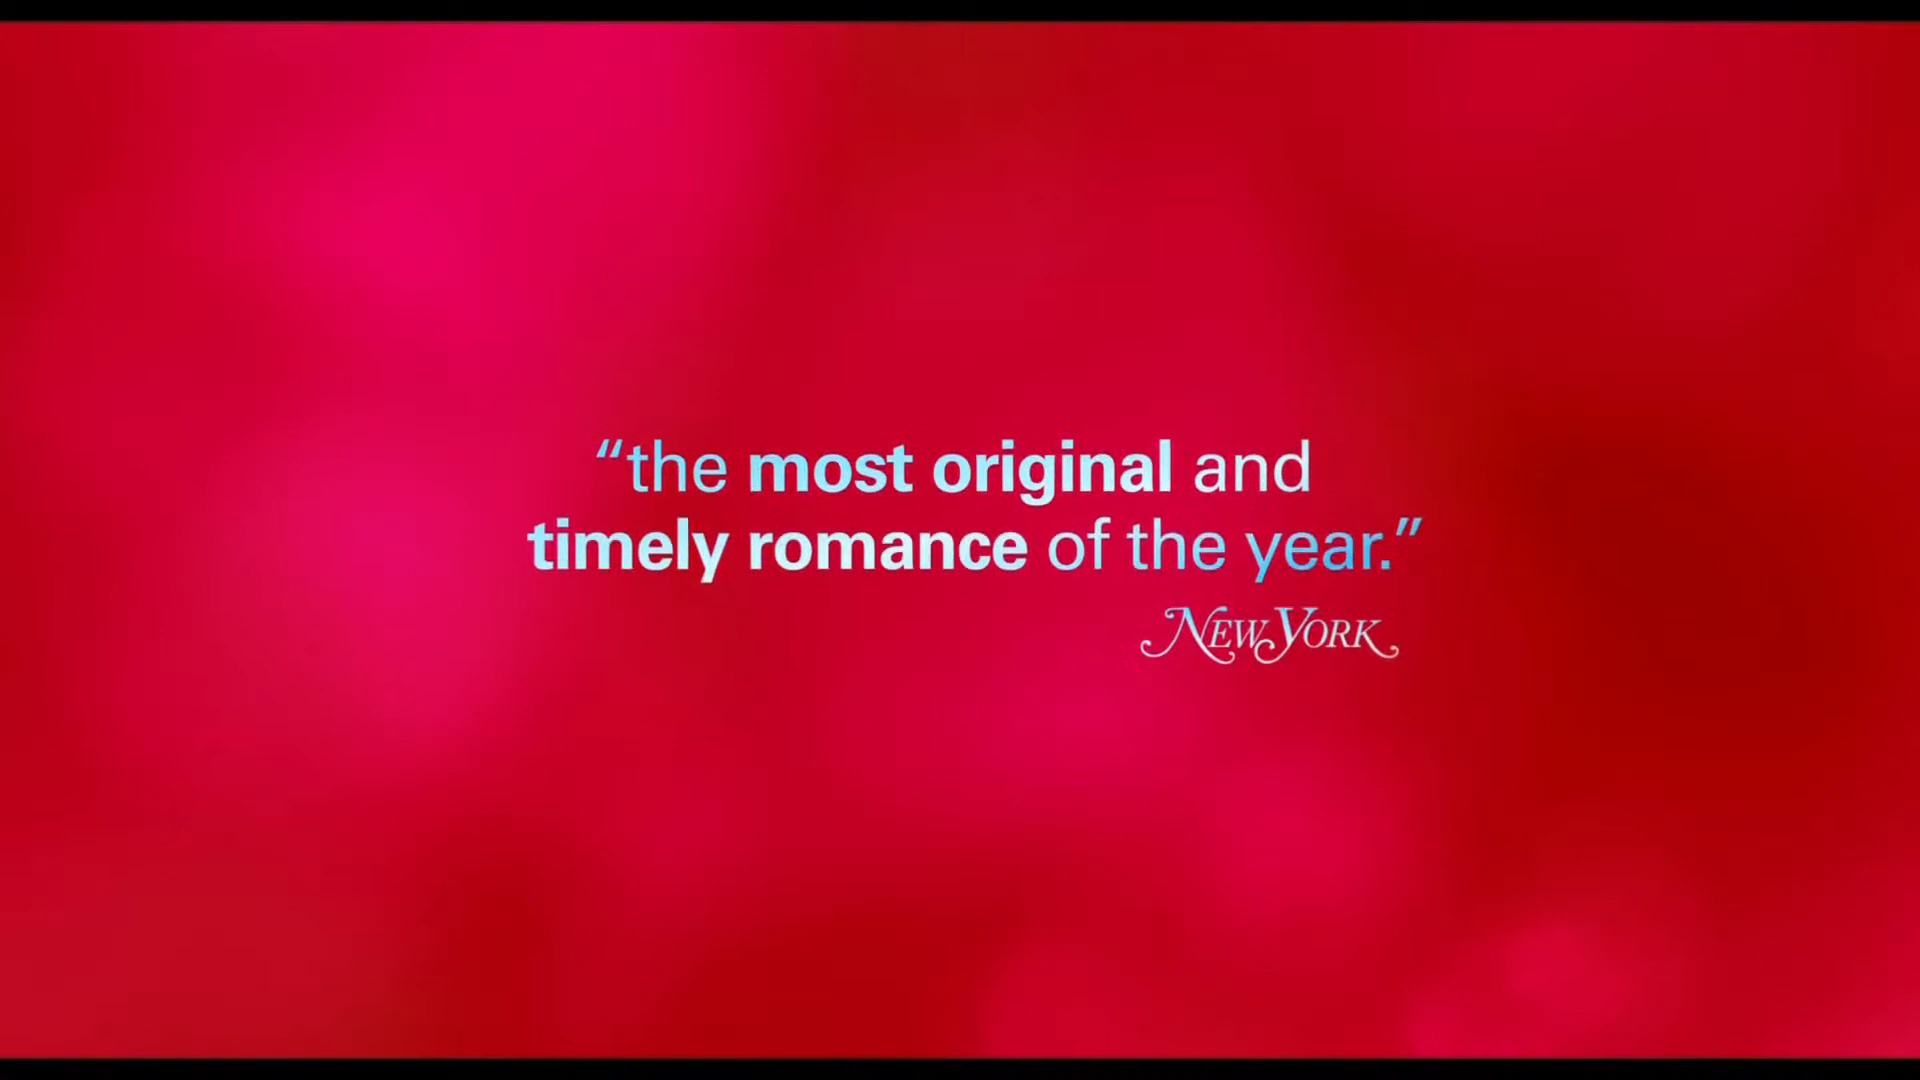 “the most original and
timely romance of the year.”
New York